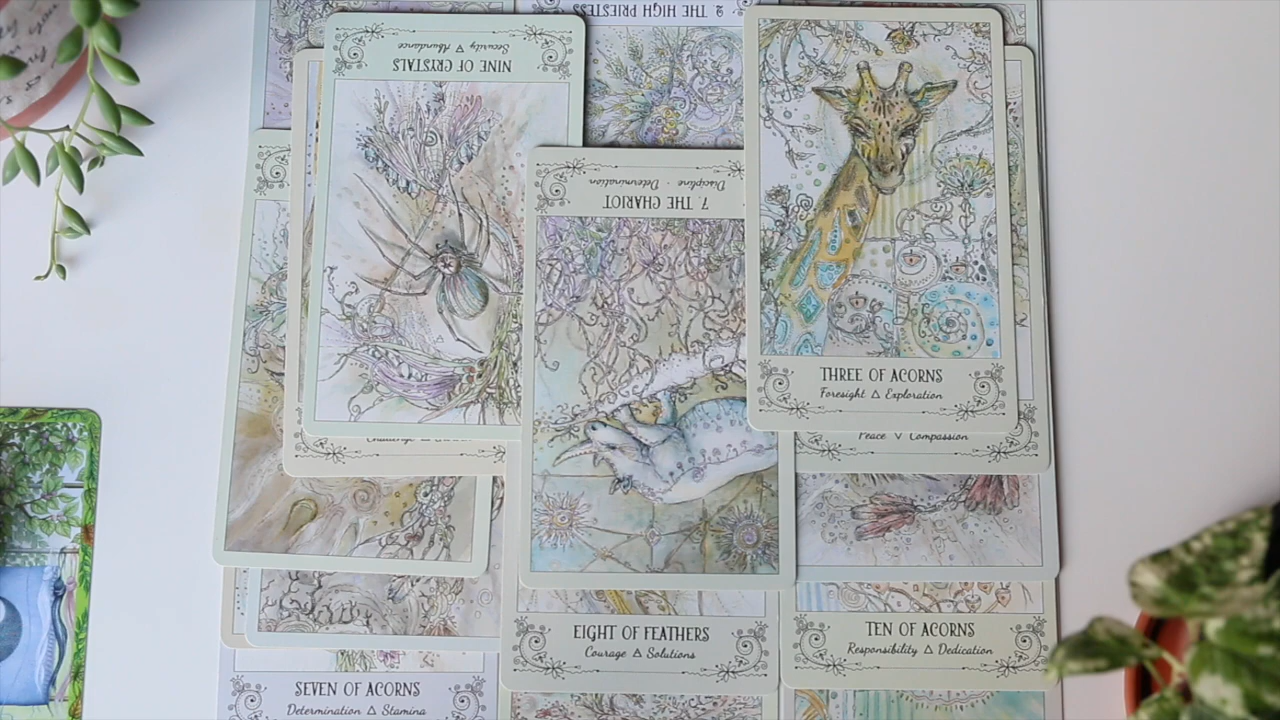 2. THE HIGH PRIESTESS
NINE OF CRYSTALS
Security ▽ Abundance
7. THE CHARIOT
Discipline · Determination
THREE OF ACORNS
Foresight △ Exploration
Peace ▽ Compassion
Challenge
EIGHT OF FEATHERS
Courage △ Solutions
TEN OF ACORNS
Responsibility △ Dedication
SEVEN OF ACORNS
Determination △ Stamina